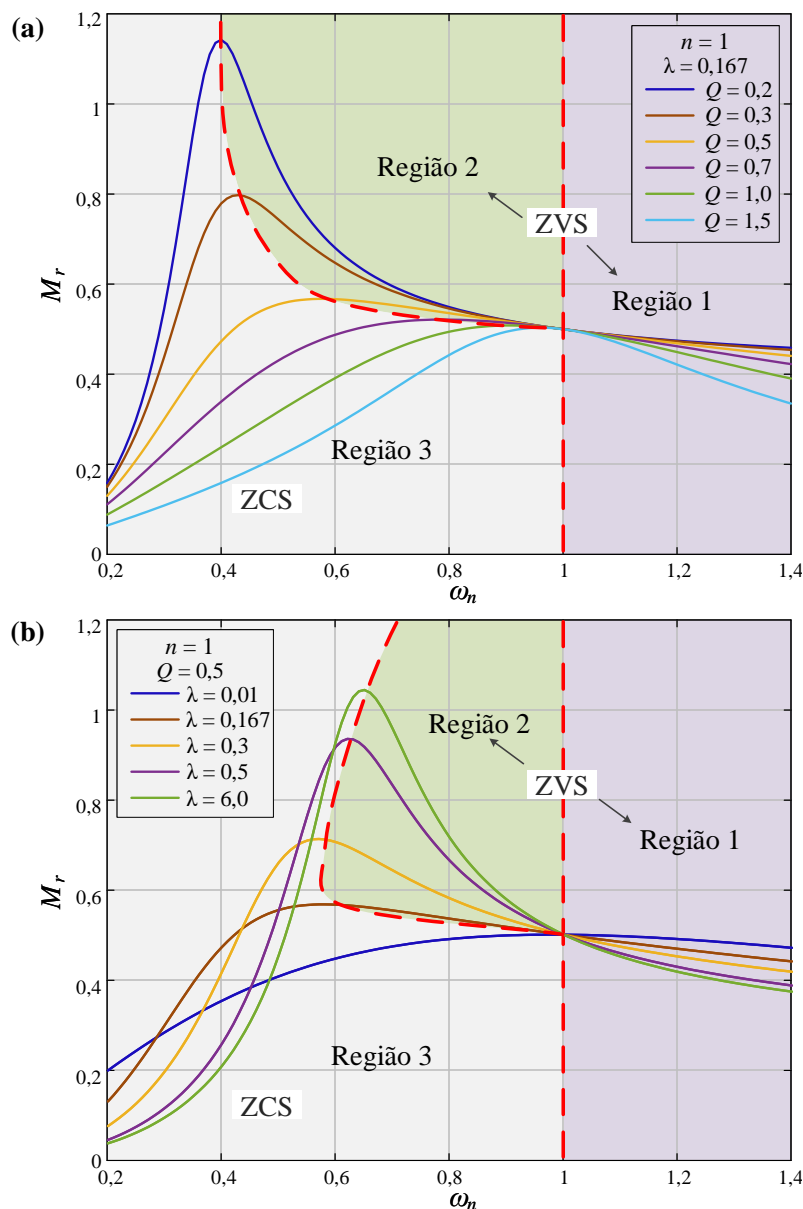 (a)
1,2
1
0,8
0,6
0,4
0,2
0
M_r
n = 1
λ = 0,167
Q = 0,2
Q = 0,3
Q = 0,5
Q = 0,7
Q = 1,0
Q = 1,5
Região 2
ZVS
Região 1
Região 3
ZCS
0,2 0,4 0,6 0,8 1 1,2 1,4
ω_n
(b)
1,2
1
0,8
0,6
0,4
0,2
0
M_r
n = 1
Q = 0,5
λ = 0,01
λ = 0,167
λ = 0,3
λ = 0,5
λ = 6,0
Região 2
ZVS
Região 1
Região 3
ZCS
0,2 0,4 0,6 0,8 1 1,2 1,4
ω_n